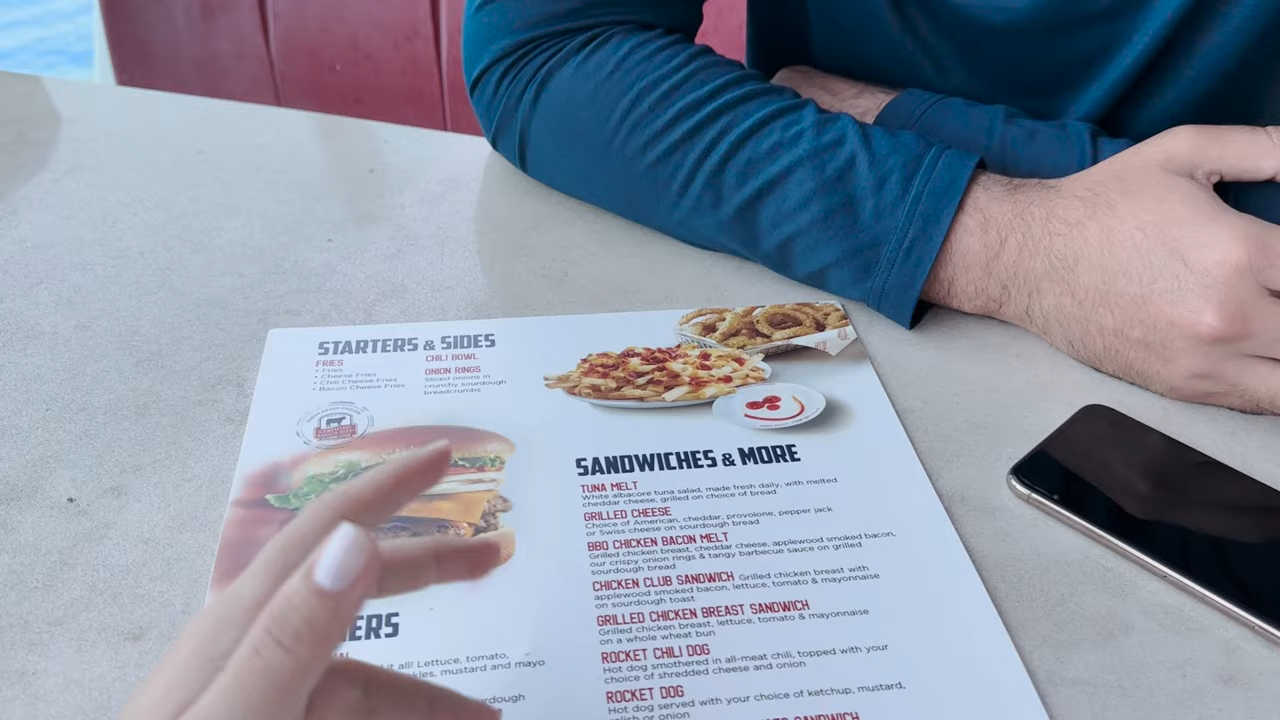 STARTERS & SIDES
FRIES
• Fries
• Cheese Fries
• Chili Cheese Fries
• Bacon Cheese Fries
CHILI BOWL
ONION RINGS
Sliced onions in
crunchy sourdough
breadcrumbs
ERS
it all! Lettuce, tomato,
kles, mustard and mayo
rdough
SANDWICHES & MORE
TUNA MELT
White albacore tuna salad, made fresh daily, with melted
cheddar cheese, grilled on choice of bread
GRILLED CHEESE
Choice of American, cheddar, provolone, pepper jack
or Swiss cheese on sourdough bread
BBQ CHICKEN BACON MELT
Grilled chicken breast, cheddar cheese, applewood smoked bacon,
our crispy onion rings & tangy barbecue sauce on grilled
sourdough bread
CHICKEN CLUB SANDWICH Grilled chicken breast with
applewood smoked bacon, lettuce, tomato & mayonnaise
on sourdough toast
GRILLED CHICKEN BREAST SANDWICH
Grilled chicken breast, lettuce, tomato & mayonnaise
on a whole wheat bun
ROCKET CHILI DOG
Hot dog smothered in all-meat chili, topped with your
choice of shredded cheese and onion
ROCKET DOG
Hot dog served with your choice of ketchup, mustard,
relish or onion
SANDWICH